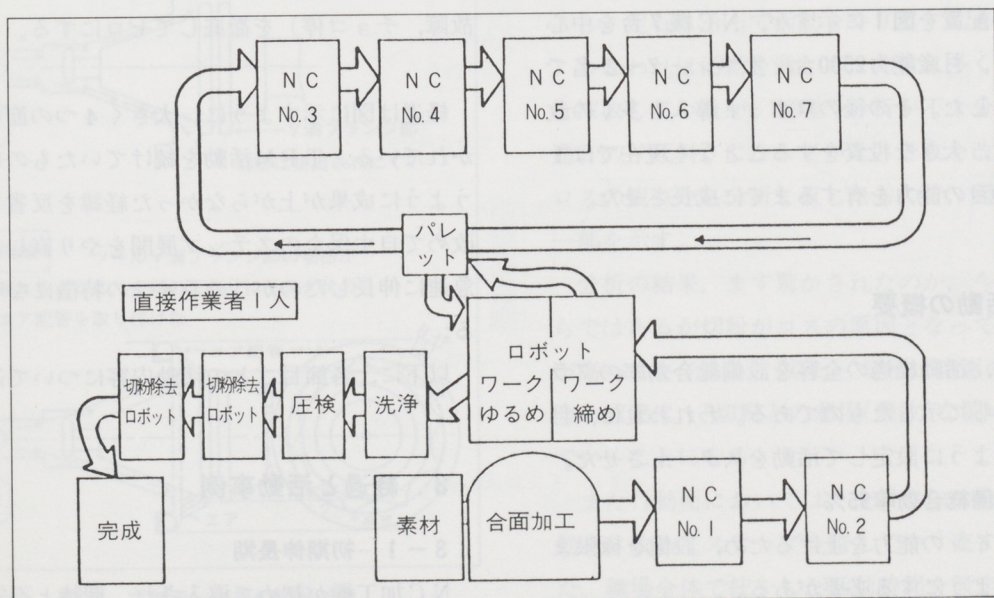 NC
No.3
NC
No.4
NC
No.5
NC
No.6
NC
No.7
パレ
ット
直接作業者1人
ロボット
ワーク
ゆるめ
ワーク
締め
切粉除去
ロボット
切粉除去
ロボット
圧検
洗浄
完成
素材
合面加工
NC
No.1
NC
No.2